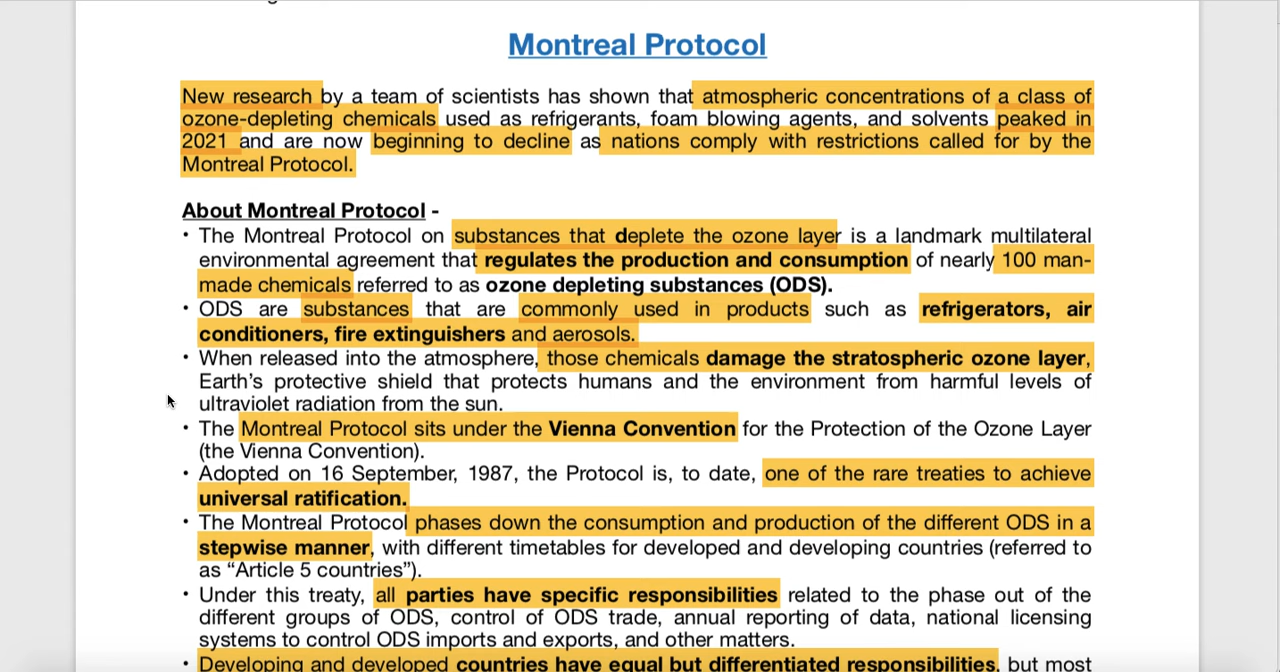 Montreal Protocol
New research by a team of scientists has shown that atmospheric concentrations of a class of
ozone-depleting chemicals used as refrigerants, foam blowing agents, and solvents peaked in
2021 and are now beginning to decline as nations comply with restrictions called for by the
Montreal Protocol.
About Montreal Protocol -
• The Montreal Protocol on substances that deplete the ozone layer is a landmark multilateral
environmental agreement that regulates the production and consumption of nearly 100 man-
made chemicals referred to as ozone depleting substances (ODS).
• ODS are substances that are commonly used in products such as refrigerators, air
conditioners, fire extinguishers and aerosols.
• When released into the atmosphere, those chemicals damage the stratospheric ozone layer,
Earth's protective shield that protects humans and the environment from harmful levels of
ultraviolet radiation from the sun.
• The Montreal Protocol sits under the Vienna Convention for the Protection of the Ozone Layer
(the Vienna Convention).
• Adopted on 16 September, 1987, the Protocol is, to date, one of the rare treaties to achieve
universal ratification.
• The Montreal Protocol phases down the consumption and production of the different ODS in a
stepwise manner, with different timetables for developed and developing countries (referred to
as “Article 5 countries”).
• Under this treaty, all parties have specific responsibilities related to the phase out of the
different groups of ODS, control of ODS trade, annual reporting of data, national licensing
systems to control ODS imports and exports, and other matters.
• Developing and developed countries have equal but differentiated responsibilities, but most